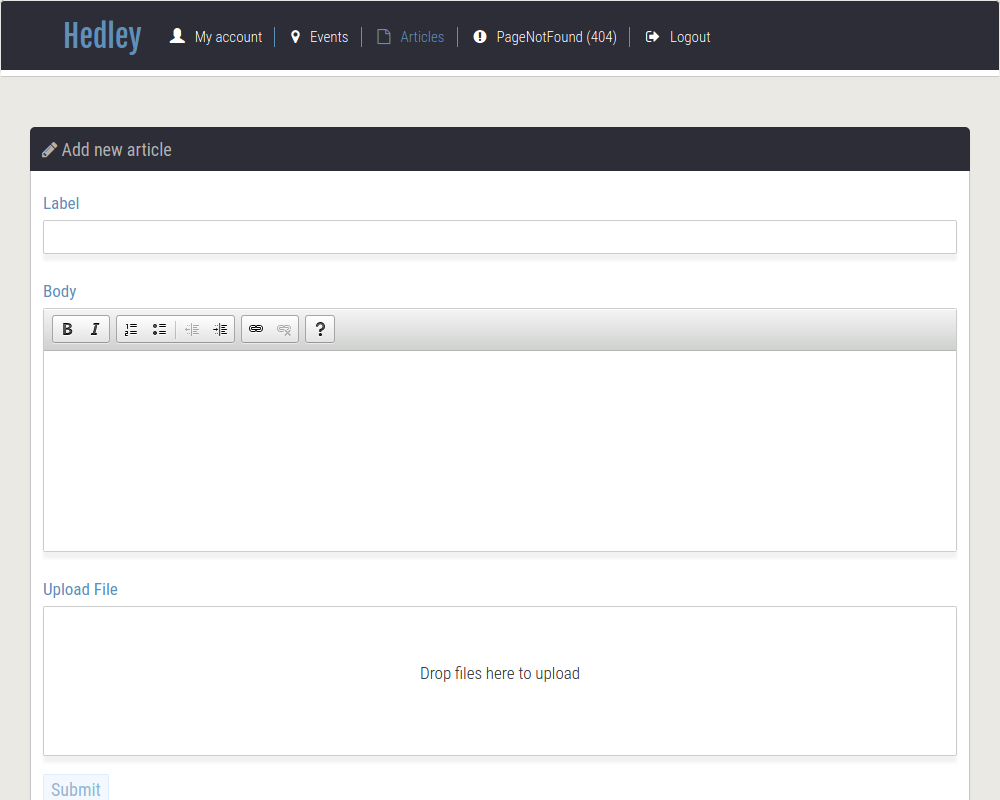 Hedley My account Events Articles PageNotFound (404) Logout
Add new article
Label
Body
B I ?
Upload File
Drop files here to upload
Submit